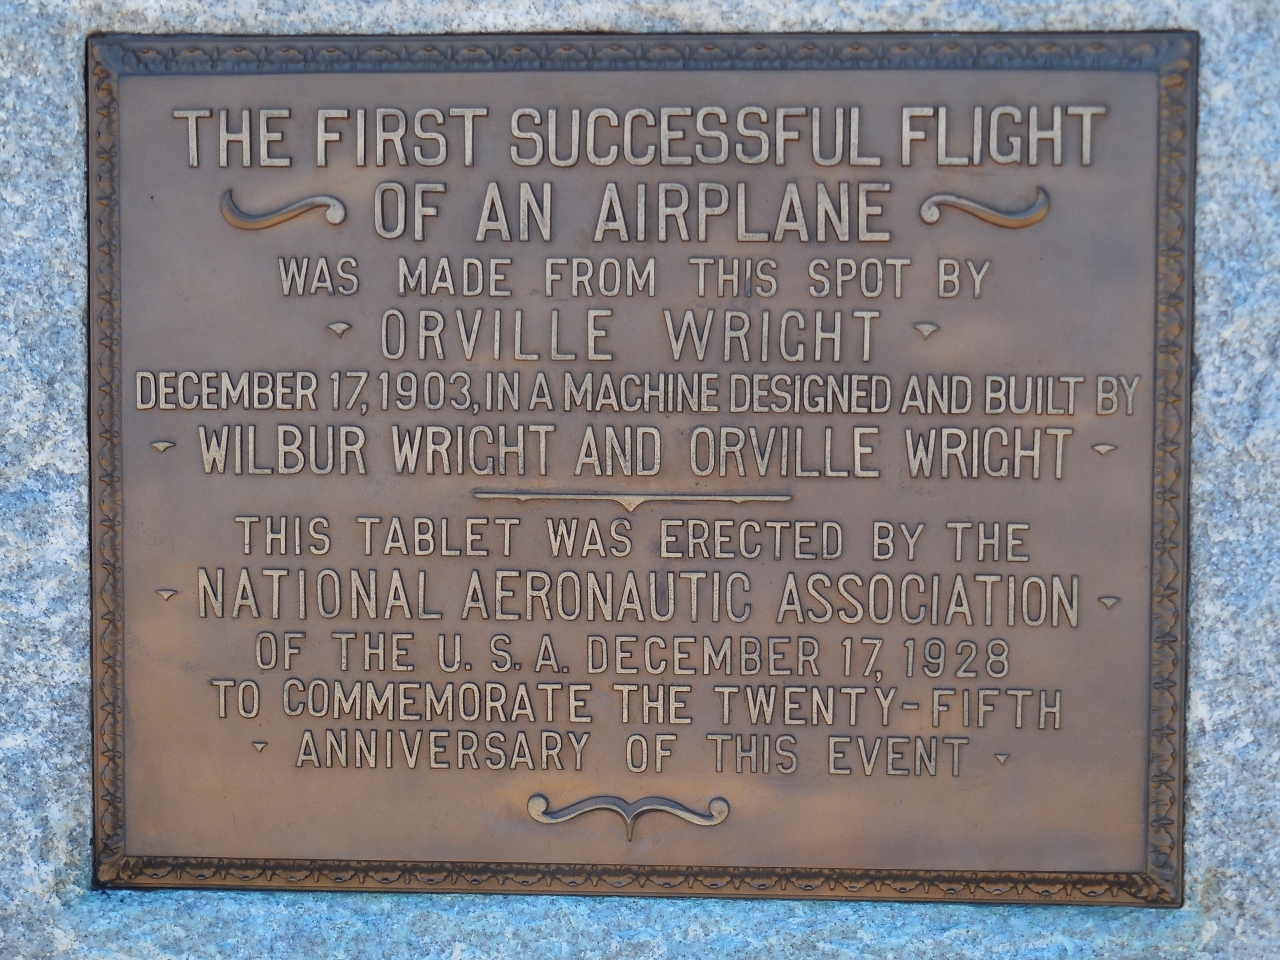 THE FIRST SUCCESSFUL FLIGHT
OF AN AIRPLANE
WAS MADE FROM THIS SPOT BY
ORVILLE WRIGHT
DECEMBER 17, 1903, IN A MACHINE DESIGNED AND BUILT BY
WILBUR WRIGHT AND ORVILLE WRIGHT
THIS TABLET WAS ERECTED BY THE
NATIONAL AERONAUTIC ASSOCIATION
OF THE U. S. A. DECEMBER 17, 1928
TO COMMEMORATE THE TWENTY-FIFTH
ANNIVERSARY OF THIS EVENT